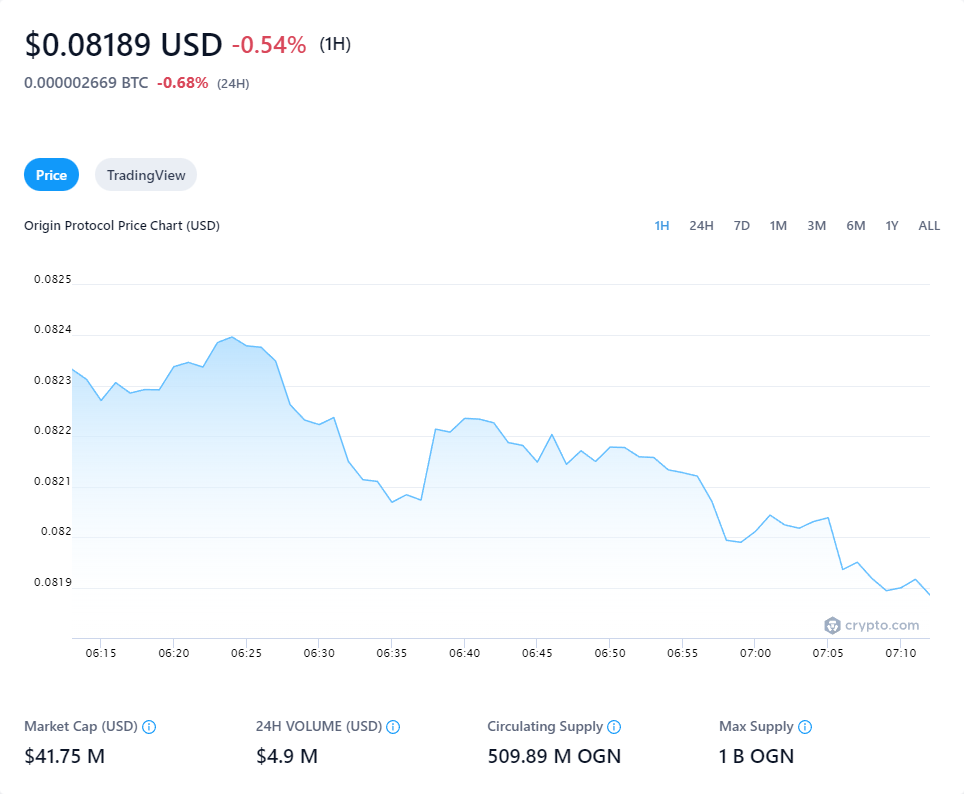 $0.08189 USD -0.54% (1H)
0.000002669 BTC -0.68% (24H)
Price TradingView
Origin Protocol Price Chart (USD) 1H 24H 7D 1M 3M 6M 1Y ALL
0.0825
0.0824
0.0823
0.0822
0.0821
0.082
0.0819
crypto.com
06:15 06:20 06:25 06:30 06:35 06:40 06:45 06:50 06:55 07:00 07:05 07:10
Market Cap (USD) 24H VOLUME (USD) Circulating Supply Max Supply
$41.75 M $4.9 M 509.89 M OGN 1 B OGN